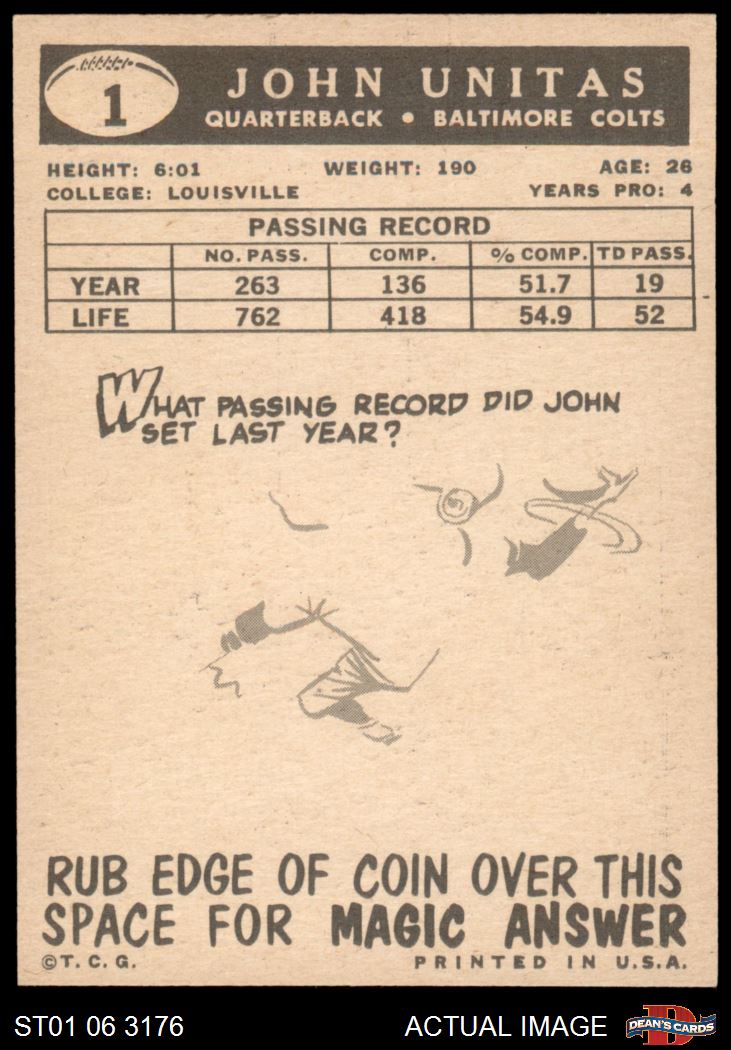 1
JOHN UNITAS
QUARTERBACK • BALTIMORE COLTS
HEIGHT: 6:01 WEIGHT: 190 AGE: 26
COLLEGE: LOUISVILLE YEARS PRO: 4
PASSING RECORD
NO. PASS. COMP. % COMP. TD PASS.
YEAR 263 136 51.7 19
LIFE 762 418 54.9 52
WHAT PASSING RECORD DID JOHN
SET LAST YEAR?
RUB EDGE OF COIN OVER THIS
SPACE FOR MAGIC ANSWER
©T. C. G. PRINTED IN U.S.A.
ST01 06 3176 ACTUAL IMAGE D DEAN'S CARDS